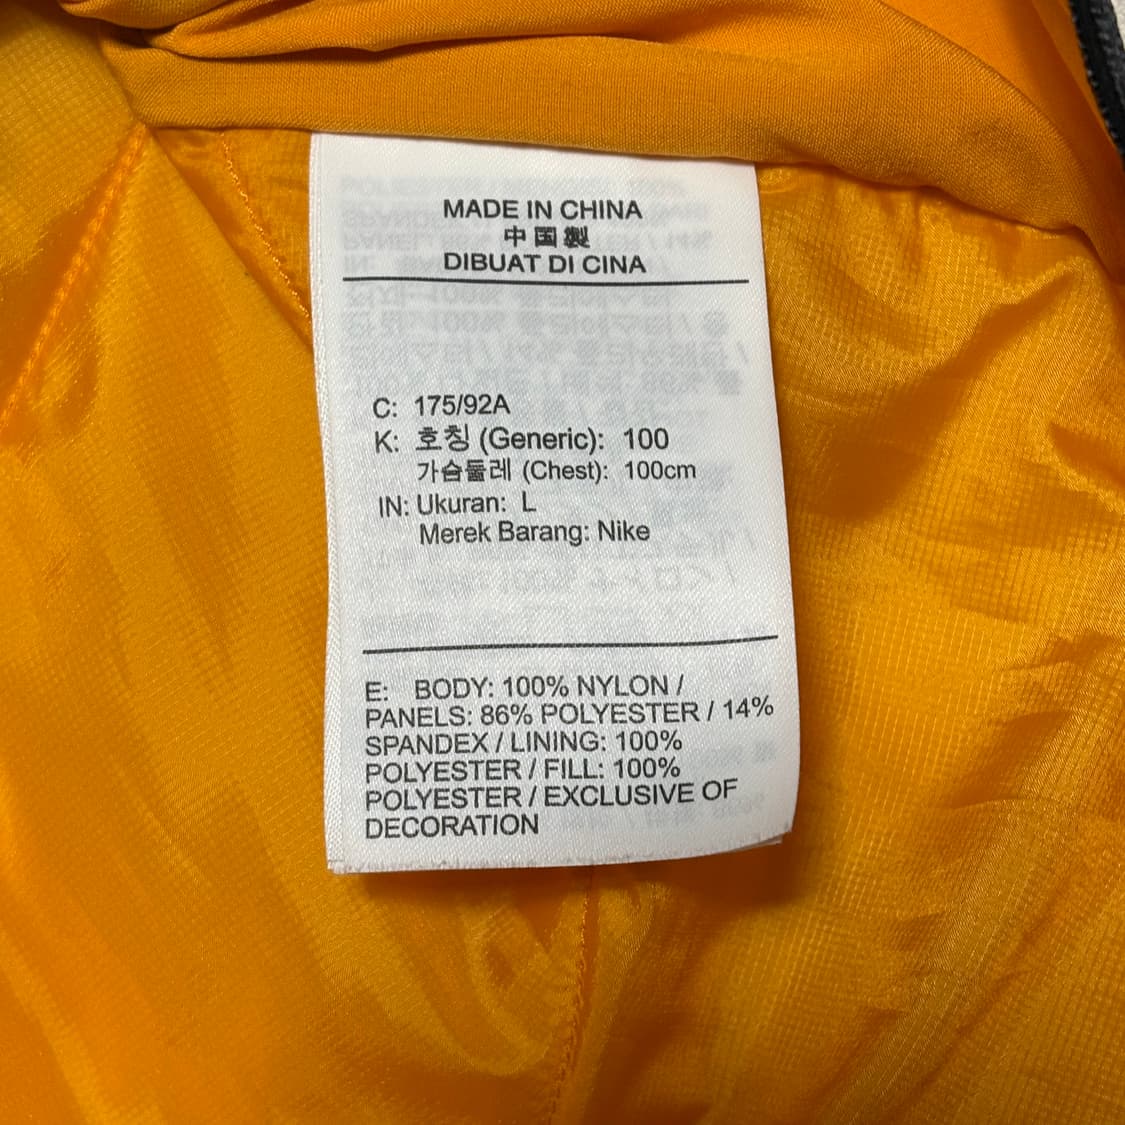 MADE IN CHINA
中国製
DIBUAT DI CINA
C: 175/92A
K: 호칭 (Generic): 100
가슴둘레 (Chest): 100cm
IN: Ukuran: L
Merek Barang: Nike
E: BODY: 100% NYLON /
PANELS: 86% POLYESTER / 14%
SPANDEX / LINING: 100%
POLYESTER / FILL: 100%
POLYESTER / EXCLUSIVE OF
DECORATION